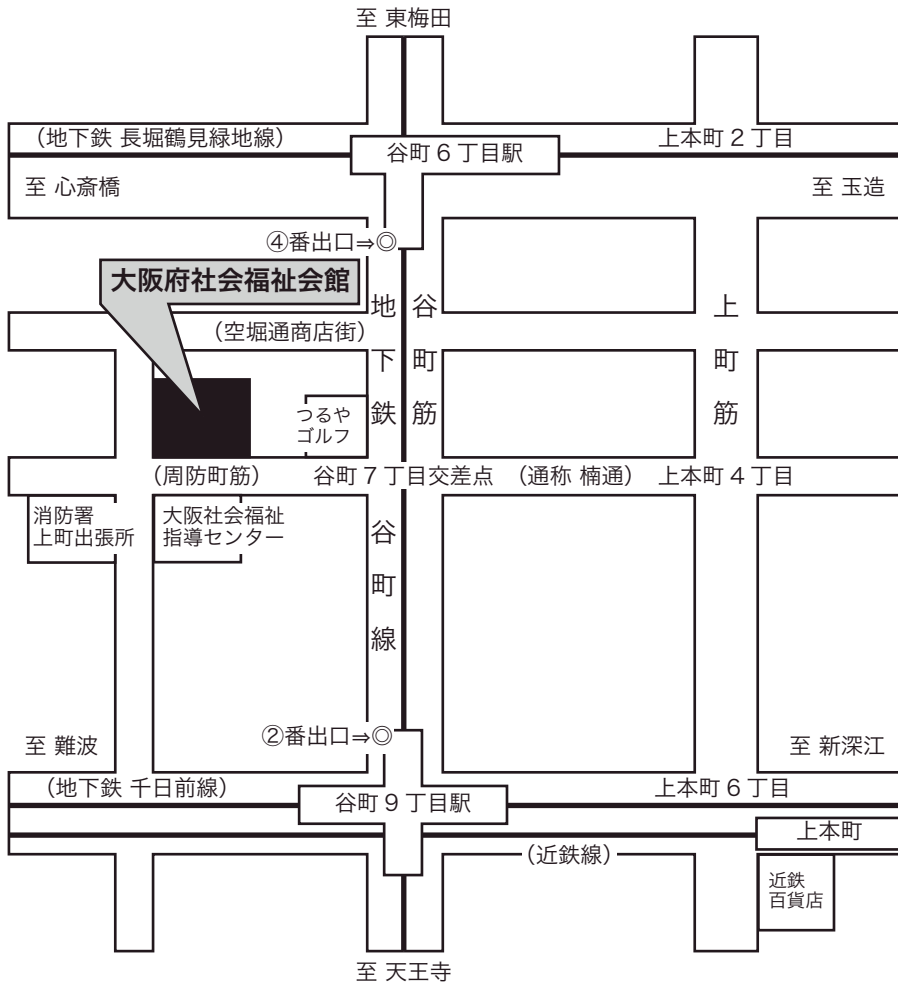 至 東梅田
(地下鉄 長堀鶴見緑地線)
谷町6丁目駅
上本町2丁目
至 心斎橋
至 玉造
④番出口⇒◎
大阪府社会福祉会館
(空堀通商店街)
地下鉄
谷町筋
上町筋
つるや
ゴルフ
(周防町筋)
谷町7丁目交差点
(通称 楠通)
上本町4丁目
消防署
上町出張所
大阪社会福祉
指導センター
谷町線
②番出口⇒◎
至 難波
至 新深江
(地下鉄 千日前線)
谷町9丁目駅
上本町6丁目
上本町
(近鉄線)
近鉄
百貨店
至 天王寺